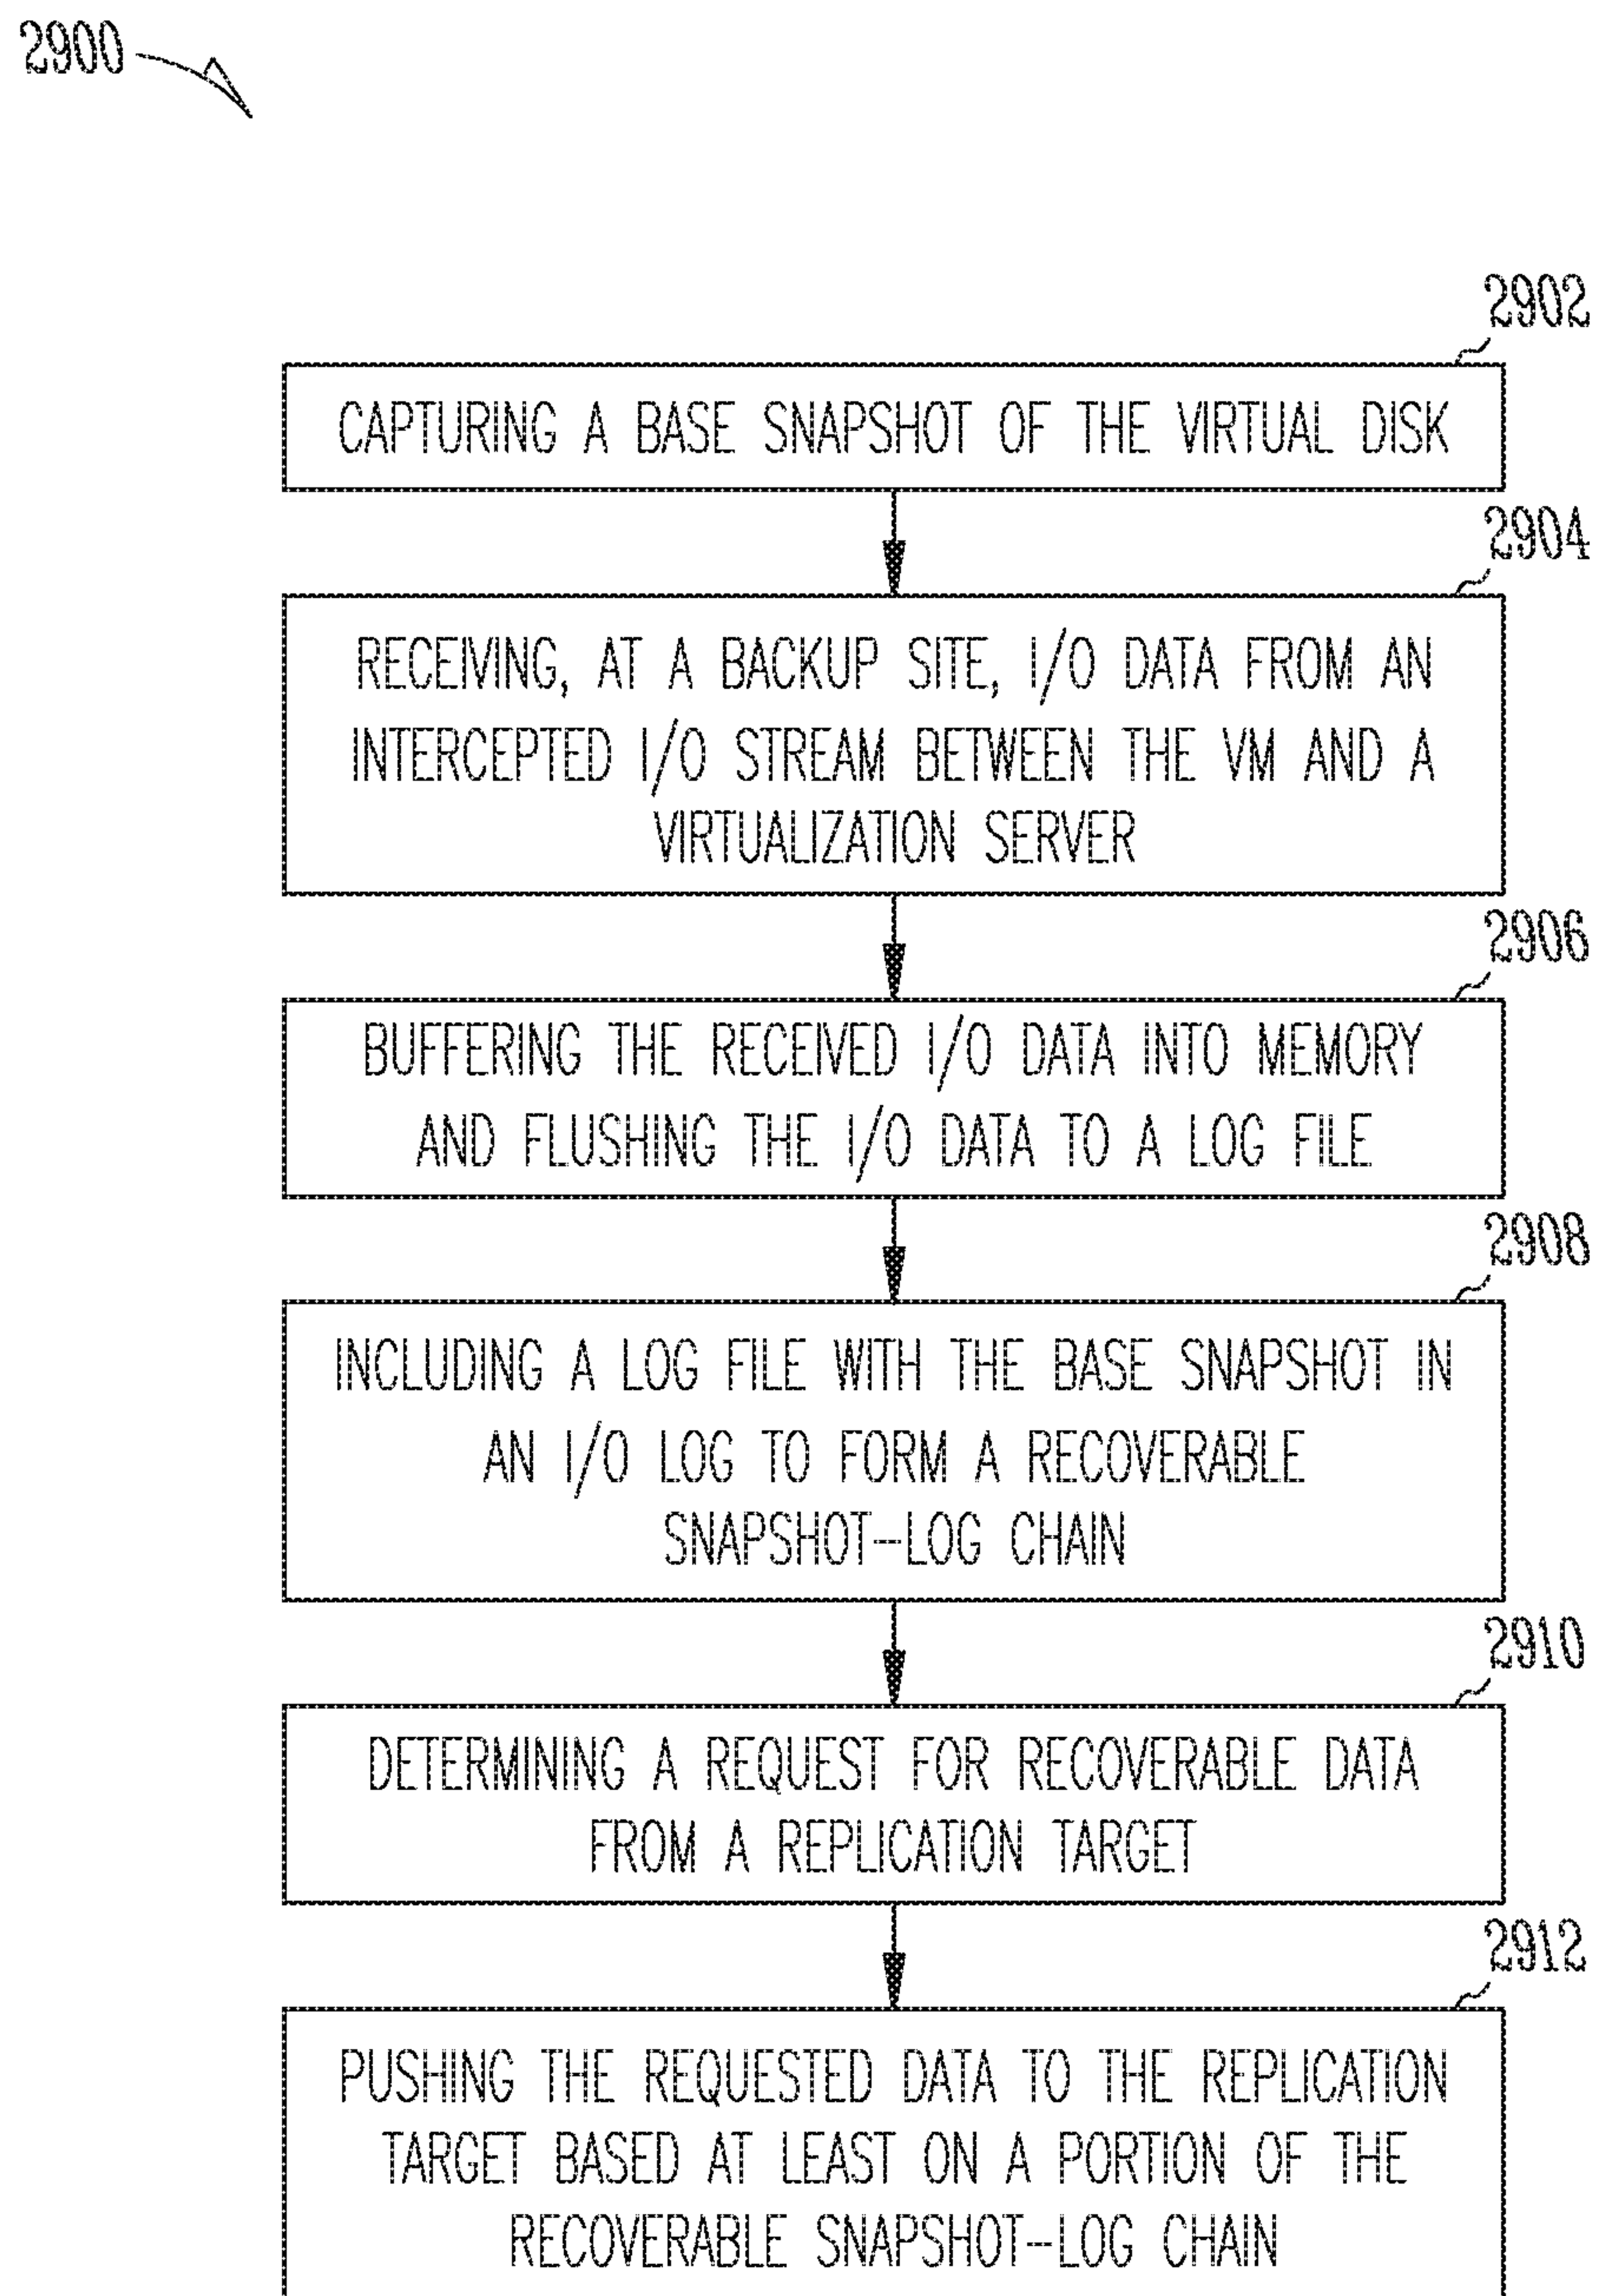 2900
2902
CAPTURING A BASE SNAPSHOT OF THE VIRTUAL DISK
2904
RECEIVING, AT A BACKUP SITE, I/O DATA FROM AN
INTERCEPTED I/O STREAM BETWEEN THE VM AND A
VIRTUALIZATION SERVER
2906
BUFFERING THE RECEIVED I/O DATA INTO MEMORY
AND FLUSHING THE I/O DATA TO A LOG FILE
2908
INCLUDING A LOG FILE WITH THE BASE SNAPSHOT IN
AN I/O LOG TO FORM A RECOVERABLE
SNAPSHOT-LOG CHAIN
2910
DETERMINING A REQUEST FOR RECOVERABLE DATA
FROM A REPLICATION TARGET
2912
PUSHING THE REQUESTED DATA TO THE REPLICATION
TARGET BASED AT LEAST ON A PORTION OF THE
RECOVERABLE SNAPSHOT-LOG CHAIN